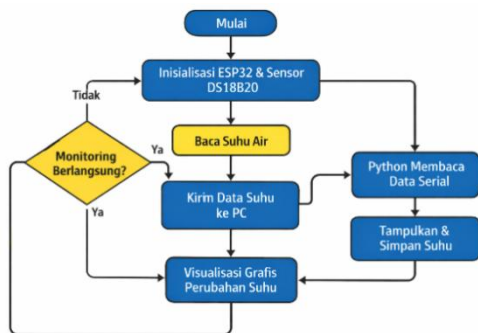 Mulai
Inisialisasi ESP32 & Sensor
DS18B20
Tidak
Baca Suhu Air
Monitoring
Berlangsung?
Ya
Kirim Data Suhu
ke PC
Python Membaca
Data Serial
Ya
Tampilkan &
Simpan Suhu
Visualisasi Grafis
Perubahan Suhu